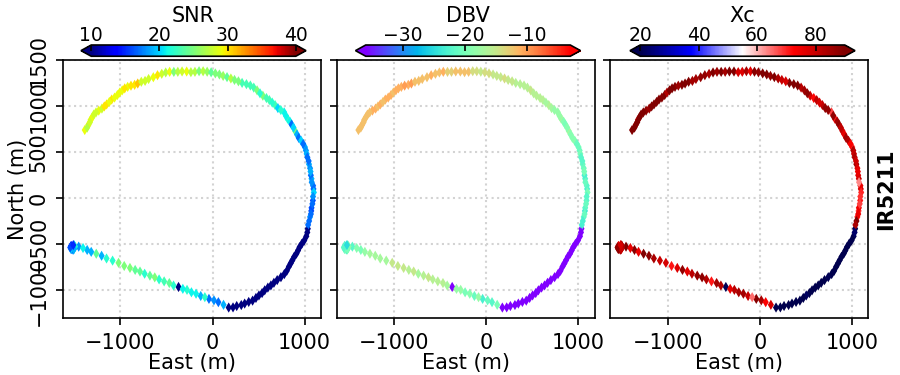 SNR
10 20 30 40
DBV
−30 −20 −10
Xc
20 40 60 80
North (m)
1500
1000
500
0
−500
−1000
−1000 0 1000
East (m)
−1000 0 1000
East (m)
−1000 0 1000
East (m)
IR5211